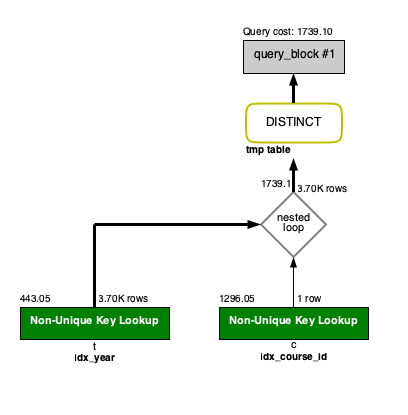 Query cost: 1739.10
query_block #1
DISTINCT
tmp table
1739.1
3.70K rows
nested
loop
443.05
3.70K rows
1296.05
1 row
Non-Unique Key Lookup
Non-Unique Key Lookup
t
c
idx_year
idx_course_id